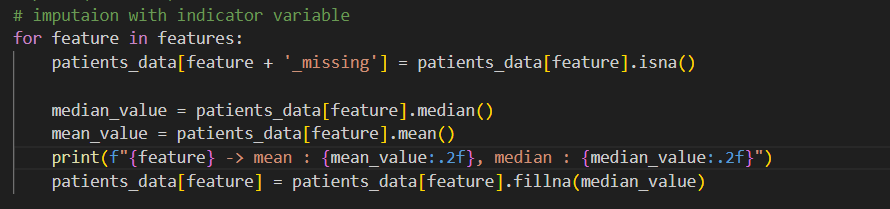 # imputaion with indicator variable
for feature in features:
    patients_data[feature + '_missing'] = patients_data[feature].isna()
    median_value = patients_data[feature].median()
    mean_value = patients_data[feature].mean()
    print(f"{feature} -> mean : {mean_value:.2f}, median : {median_value:.2f}")
    patients_data[feature] = patients_data[feature].fillna(median_value)